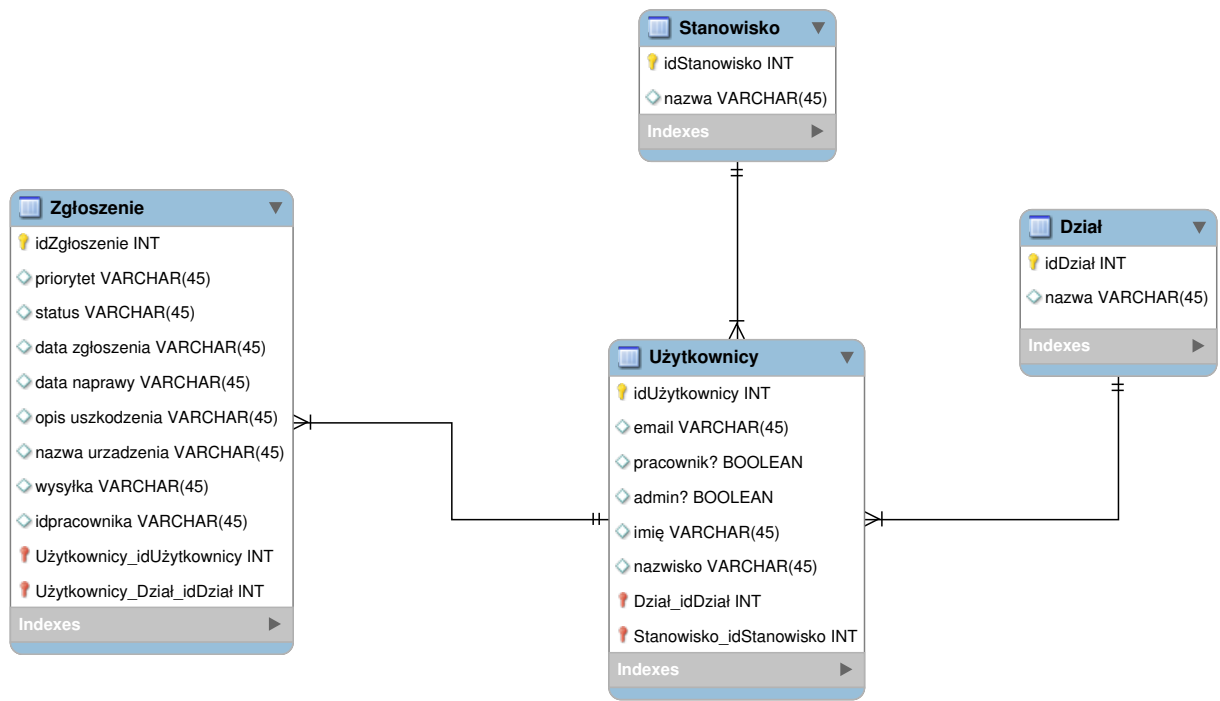 Stanowisko
idStanowisko INT
nazwa VARCHAR(45)
Indexes
Zgłoszenie
idZgłoszenie INT
priorytet VARCHAR(45)
status VARCHAR(45)
data zgłoszenia VARCHAR(45)
data naprawy VARCHAR(45)
opis uszkodzenia VARCHAR(45)
nazwa urzadzenia VARCHAR(45)
wysyłka VARCHAR(45)
idpracownika VARCHAR(45)
Użytkownicy_idUżytkownicy INT
Użytkownicy_Dział_idDział INT
Indexes
Dział
idDział INT
nazwa VARCHAR(45)
Indexes
Użytkownicy
idUżytkownicy INT
email VARCHAR(45)
pracownik? BOOLEAN
admin? BOOLEAN
imię VARCHAR(45)
nazwisko VARCHAR(45)
Dział_idDział INT
Stanowisko_idStanowisko INT
Indexes